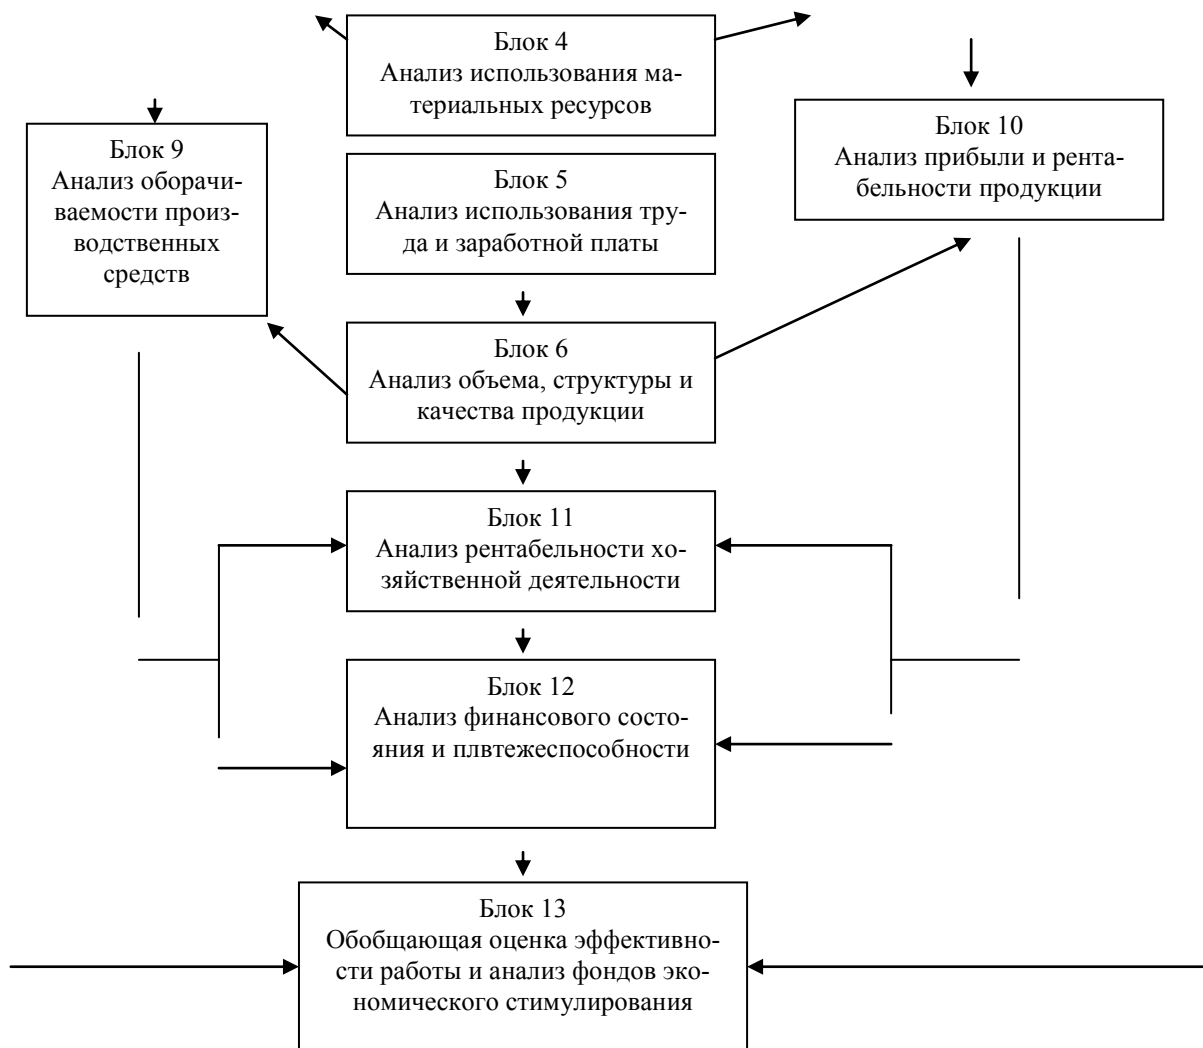 Блок 4
Анализ использования ма-
териальных ресурсов
Блок 9
Анализ оборачи-
ваемости произ-
водственных
средств
Блок 5
Анализ использования тру-
да и заработной платы
Блок 10
Анализ прибыли и рента-
бельности продукции
Блок 6
Анализ объема, структуры и
качества продукции
Блок 11
Анализ рентабельности хо-
зяйственной деятельности
Блок 12
Анализ финансового состо-
яния и плвтежеспособности
Блок 13
Обобщающая оценка эффективно-
сти работы и анализ фондов эко-
номического стимулирования